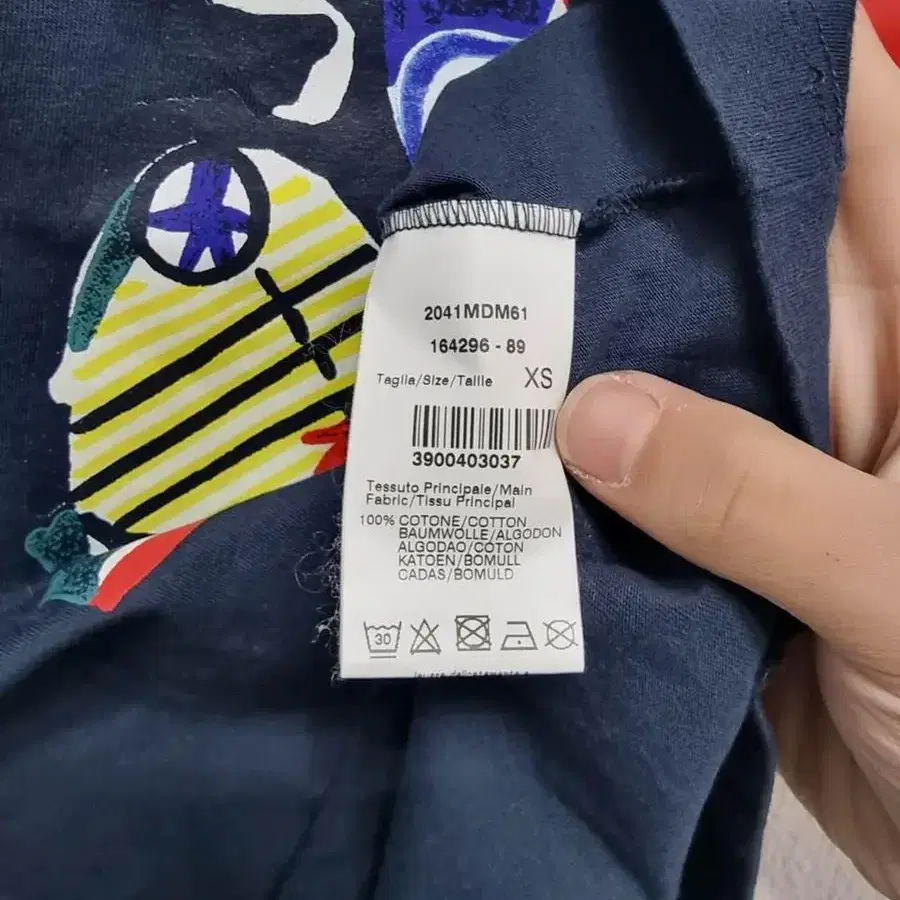 2041MDM61
164296 - 89
Taglia/Size/Taille XS
3900403037
Tessuto Principale/Main
Fabric/Tissu Principal
100% COTONE/COTTON
BAUMWOLLE/ALGODON
ALGODAO/COTON
KATOEN/BOMULL
CADAS/BOMULD
30